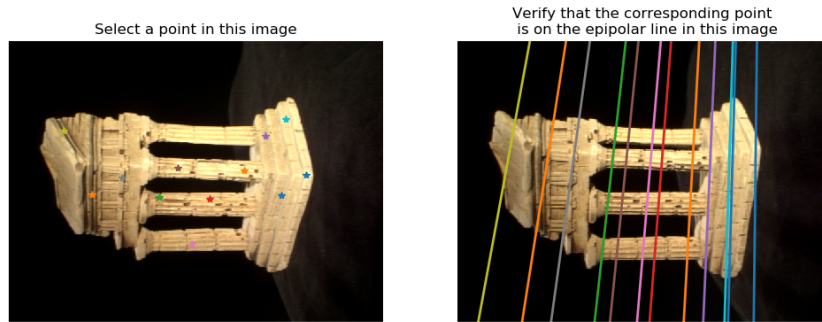 Select a point in this image
Verify that the corresponding point
is on the epipolar line in this image